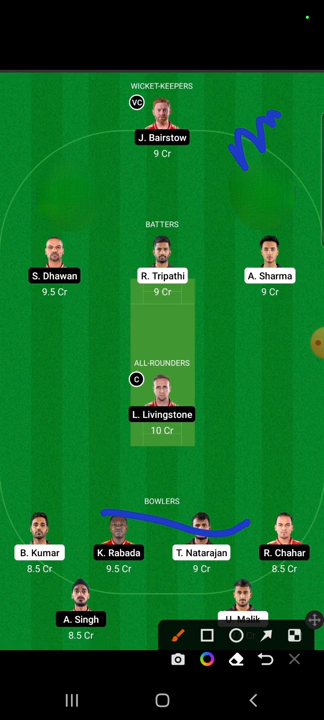 WICKET-KEEPERS
VC
J. Bairstow
9 Cr
BATTERS
S. Dhawan R. Tripathi A. Sharma
9.5 Cr 9 Cr 9 Cr
ALL-ROUNDERS
C
L. Livingstone
10 Cr
BOWLERS
B. Kumar K. Rabada T. Natarajan R. Chahar
8.5 Cr 9.5 Cr 9 Cr 8.5 Cr
A. Singh U. Malik
8.5 Cr